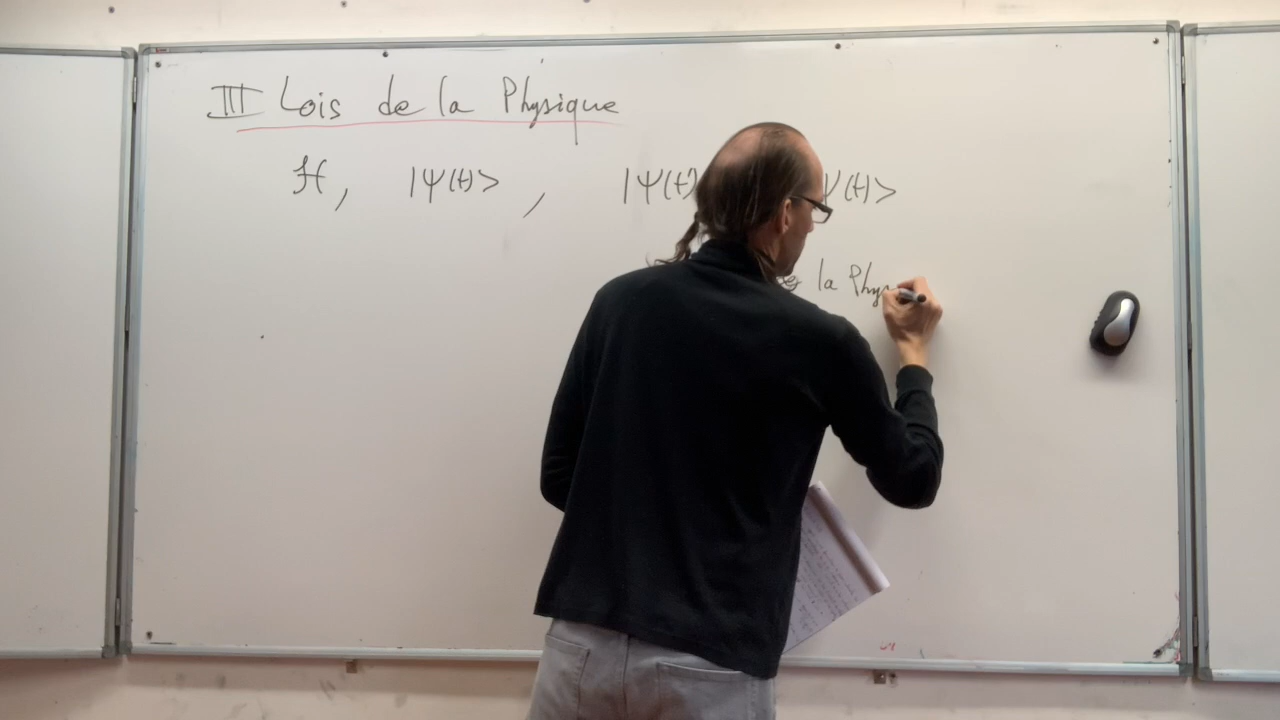 III Lois de la Physique
ℋ, |Ψ(t)>, |Ψ(t) Ψ(t)>
la Phys